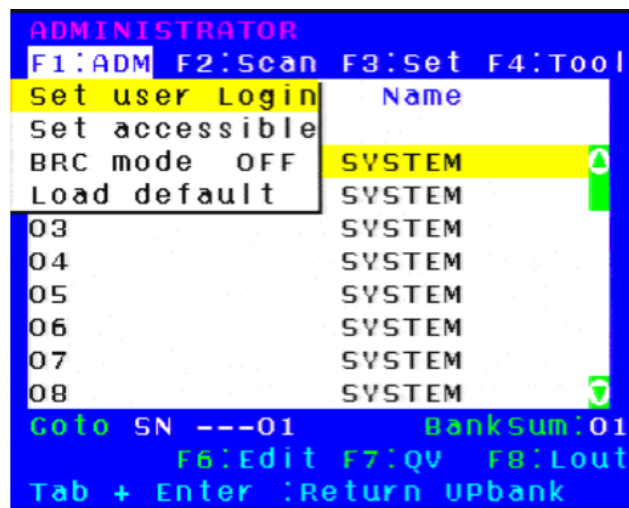 ADMINISTRATOR
F1:ADM F2:Scan F3:Set F4:Tool
Set user Login Name
Set accessible
BRC mode OFF SYSTEM
Load default SYSTEM
03 SYSTEM
04 SYSTEM
05 SYSTEM
06 SYSTEM
07 SYSTEM
08 SYSTEM
Goto SN ---01 BankSum:01
F6:Edit F7:QV F8:Lout
Tab + Enter :Return UPbank